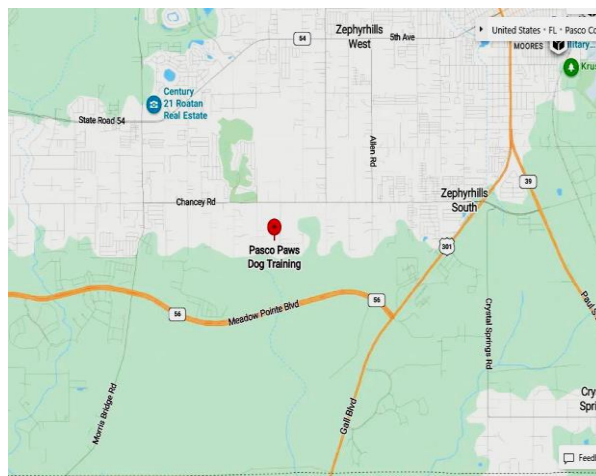 54
Zephyrhills
West
5th Ave
United States · FL · Pasco Co
MOORES
ilitary...
Krus
Century
21 Roatan
Real Estate
State Road 54
Allen Rd
39
Chancey Rd
Zephyrhills
South
Pasco Paws
Dog Training
301
56
Meadow Pointe Blvd
56
Crystal Springs Rd
Paul S
Morris Bridge Rd
Gall Blvd
Cry
Spri
Feedb